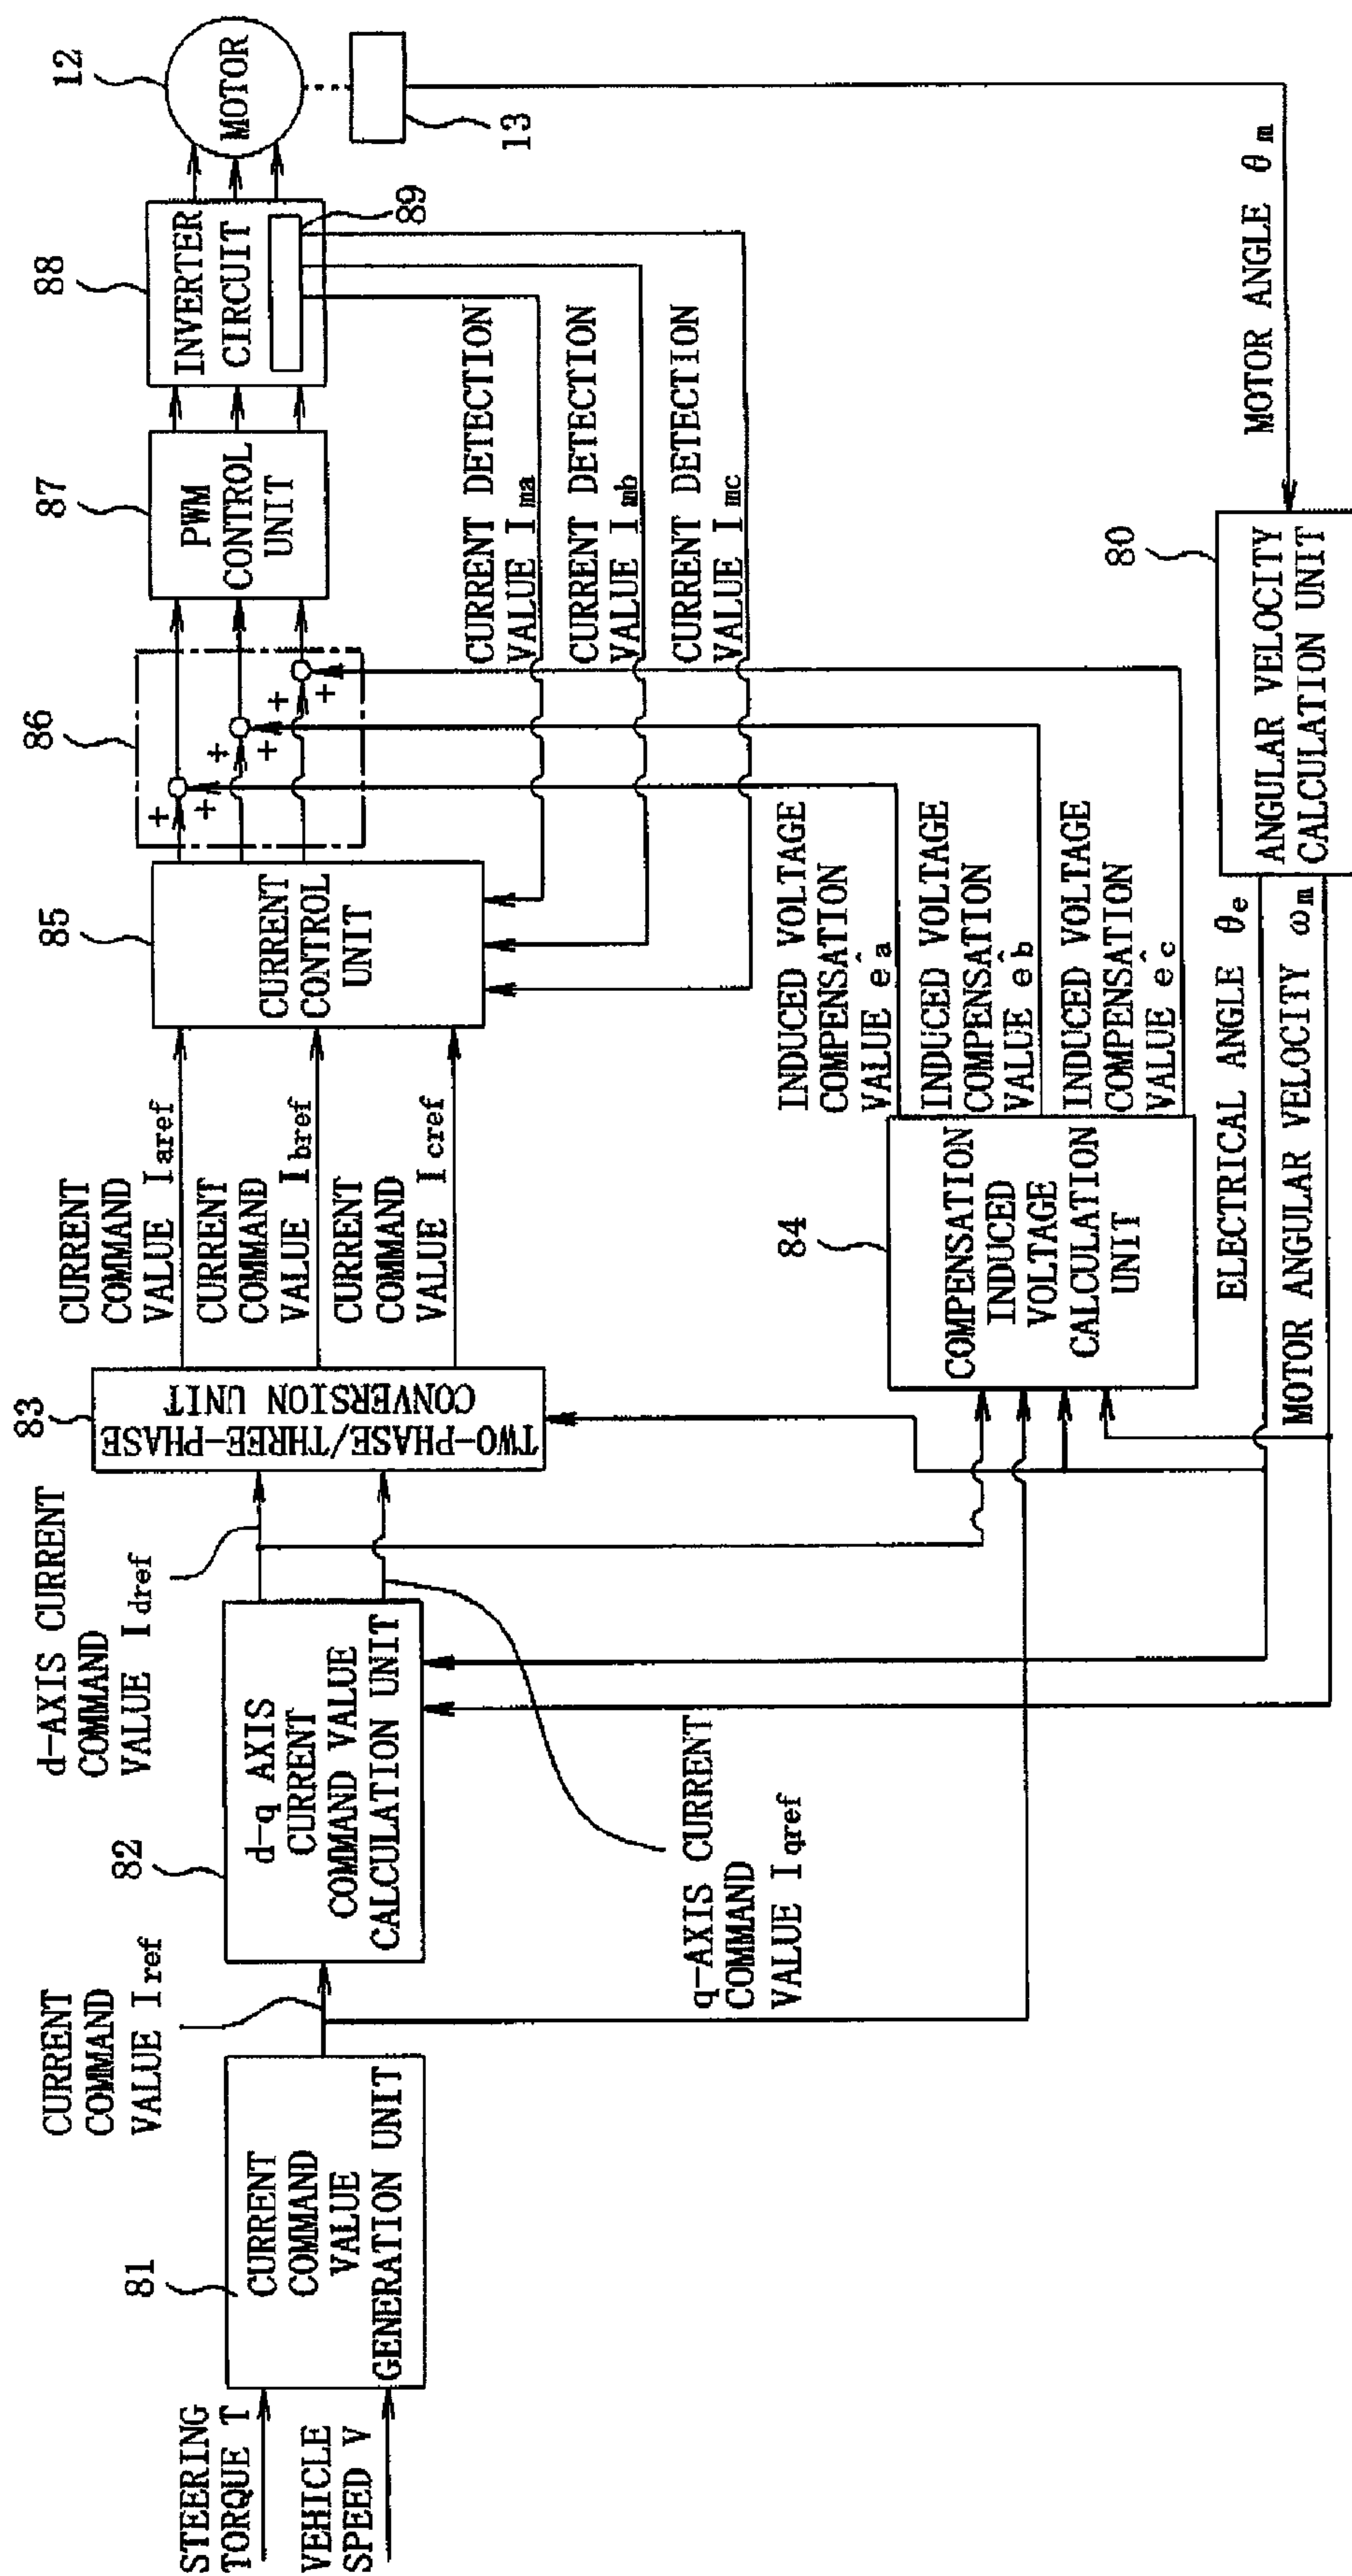 STEERING
TORQUE T
VEHICLE
SPEED V
81
CURRENT
COMMAND
VALUE
GENERATION UNIT
CURRENT
COMMAND
VALUE Iref
82
d-q AXIS
CURRENT
COMMAND VALUE
CALCULATION UNIT
d-AXIS CURRENT
COMMAND
VALUE Idref
q-AXIS CURRENT
COMMAND
VALUE Iqref
83
TWO-PHASE/THREE-PHASE
CONVERSION UNIT
CURRENT
COMMAND
VALUE Iaref
CURRENT
COMMAND
VALUE Ibref
CURRENT
COMMAND
VALUE Icref
84
COMPENSATION
INDUCED
VOLTAGE
CALCULATION
UNIT
INDUCED VOLTAGE
COMPENSATION
VALUE eâ
INDUCED VOLTAGE
COMPENSATION
VALUE eb̂
INDUCED VOLTAGE
COMPENSATION
VALUE eĉ
85
CURRENT
CONTROL
UNIT
86
+
+
+
+
+
+
87
PWM
CONTROL
UNIT
88
INVERTER
CIRCUIT
89
CURRENT DETECTION
VALUE Ima
CURRENT DETECTION
VALUE Imb
CURRENT DETECTION
VALUE Imc
12
MOTOR
13
MOTOR ANGLE θm
80
ANGULAR VELOCITY
CALCULATION UNIT
ELECTRICAL ANGLE θe
MOTOR ANGULAR VELOCITY ωm